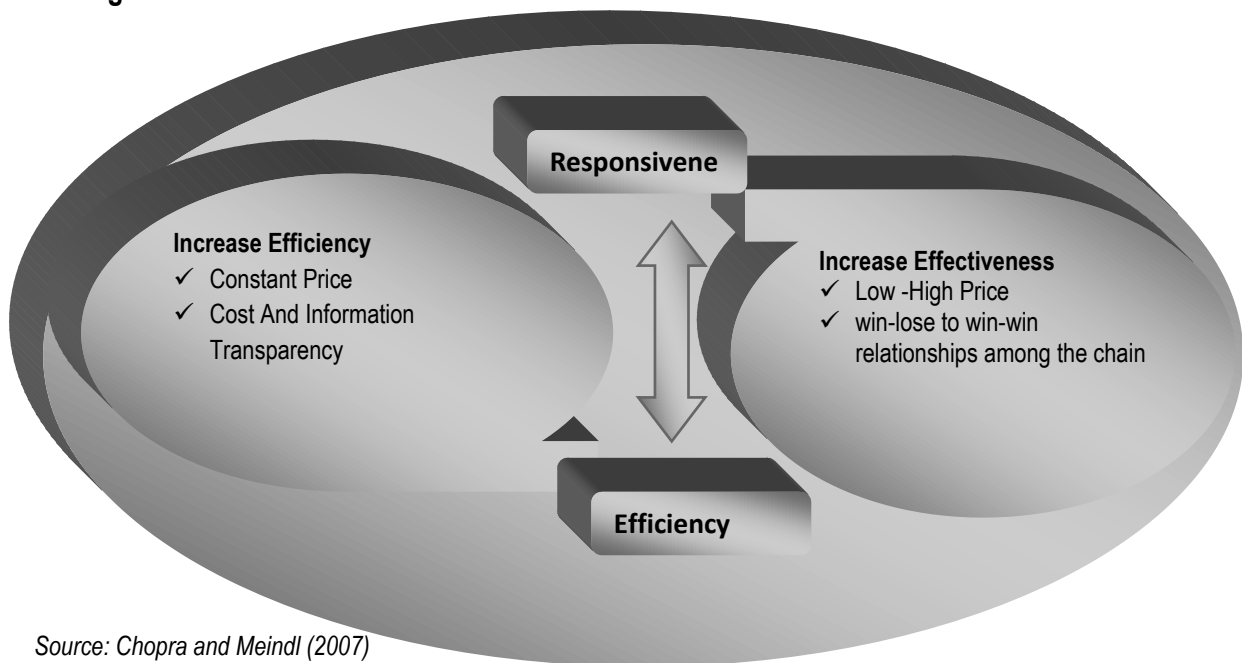 Responsivene
Increase Efficiency
✓ Constant Price
✓ Cost And Information
Transparency
Increase Effectiveness
✓ Low -High Price
✓ win-lose to win-win
relationships among the chain
Efficiency
Source: Chopra and Meindl (2007)